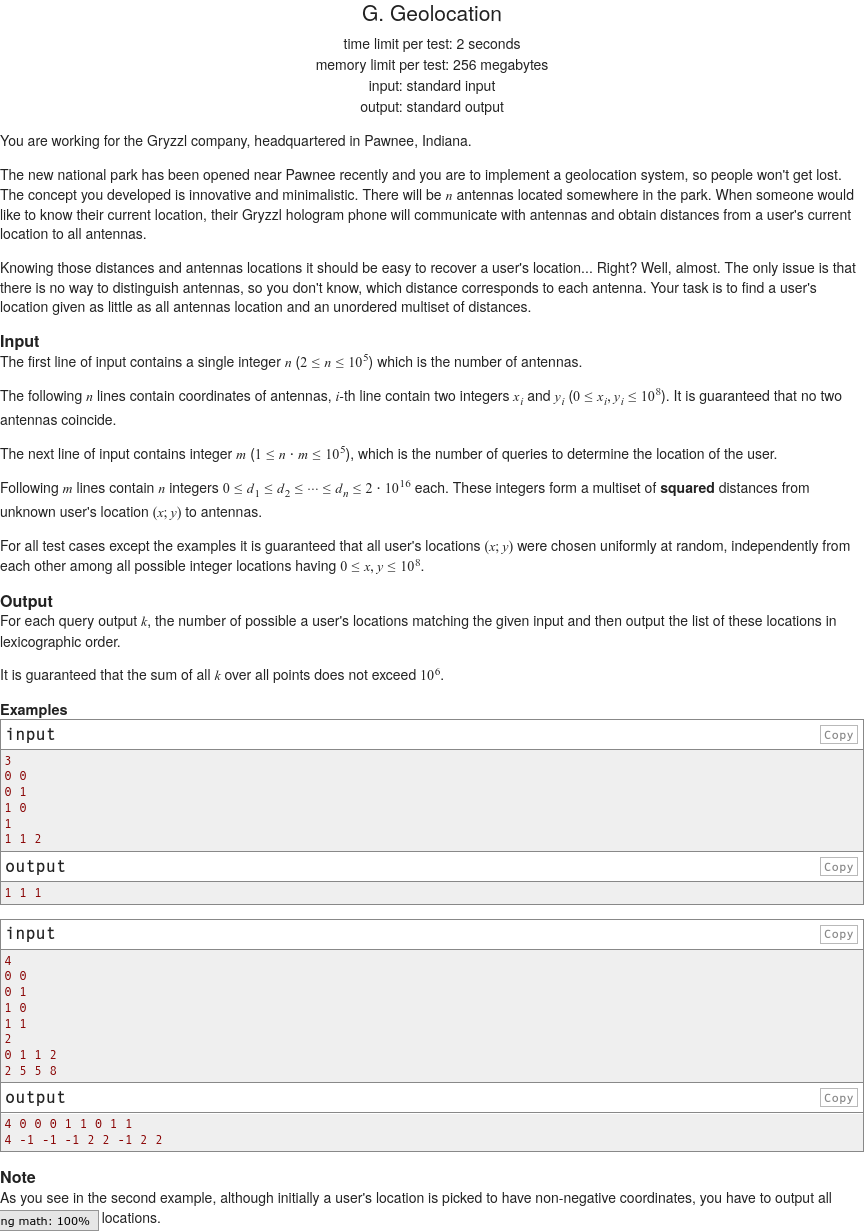 G. Geolocation
time limit per test: 2 seconds
memory limit per test: 256 megabytes
input: standard input
output: standard output
You are working for the Gryzzl company, headquartered in Pawnee, Indiana.
The new national park has been opened near Pawnee recently and you are to implement a geolocation system, so people won't get lost.
The concept you developed is innovative and minimalistic. There will be n antennas located somewhere in the park. When someone would
like to know their current location, their Gryzzl hologram phone will communicate with antennas and obtain distances from a user's current
location to all antennas.
Knowing those distances and antennas locations it should be easy to recover a user's location... Right? Well, almost. The only issue is that
there is no way to distinguish antennas, so you don't know, which distance corresponds to each antenna. Your task is to find a user's
location given as little as all antennas location and an unordered multiset of distances.
Input
The first line of input contains a single integer n (2 ≤ n ≤ 10^5) which is the number of antennas.
The following n lines contain coordinates of antennas, i-th line contain two integers x_i and y_i (0 ≤ x_i, y_i ≤ 10^8). It is guaranteed that no two
antennas coincide.
The next line of input contains integer m (1 ≤ n · m ≤ 10^5), which is the number of queries to determine the location of the user.
Following m lines contain n integers 0 ≤ d_1 ≤ d_2 ≤ ··· ≤ d_n ≤ 2 · 10^16 each. These integers form a multiset of squared distances from
unknown user's location (x; y) to antennas.
For all test cases except the examples it is guaranteed that all user's locations (x; y) were chosen uniformly at random, independently from
each other among all possible integer locations having 0 ≤ x, y ≤ 10^8.
Output
For each query output k, the number of possible a user's locations matching the given input and then output the list of these locations in
lexicographic order.
It is guaranteed that the sum of all k over all points does not exceed 10^6.
Examples
input
Copy
3
0 0
0 1
1 0
1
1 1 2
output
Copy
1 1 1
input
Copy
4
0 0
0 1
1 0
1 1
2
0 1 1 2
2 5 5 8
output
Copy
4 0 0 0 1 1 0 1 1
4 -1 -1 -1 2 2 -1 2 2
Note
As you see in the second example, although initially a user's location is picked to have non-negative coordinates, you have to output all
ng math: 100% locations.